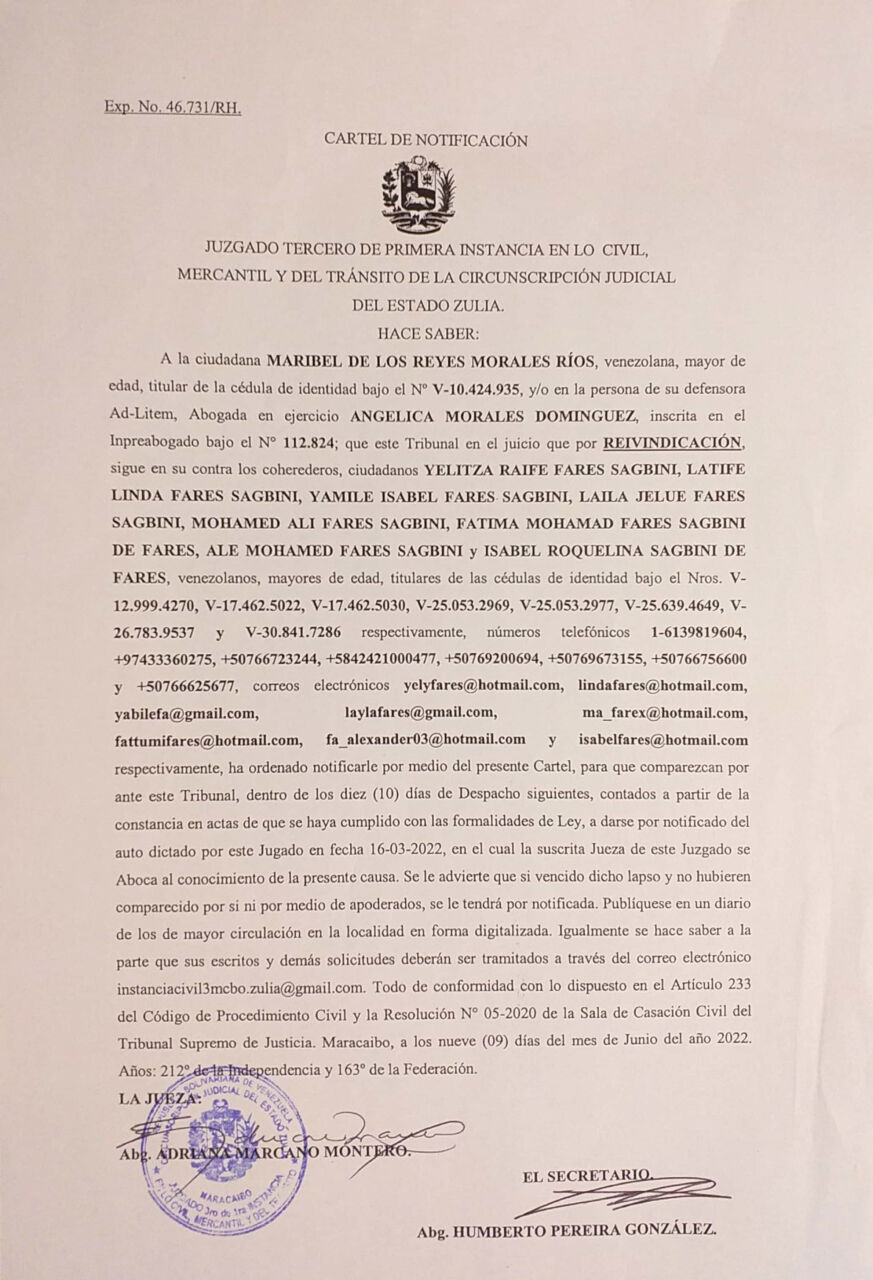 Exp. No. 46.731/RH.
CARTEL DE NOTIFICACIÓN
JUZGADO TERCERO DE PRIMERA INSTANCIA EN LO CIVIL,
MERCANTIL Y DEL TRÁNSITO DE LA CIRCUNSCRIPCIÓN JUDICIAL
DEL ESTADO ZULIA.
HACE SABER:
A la ciudadana MARIBEL DE LOS REYES MORALES RÍOS, venezolana, mayor de
edad, titular de la cédula de identidad bajo el N° V-10.424.935, y/o en la persona de su defensora
Ad-Litem, Abogada en ejercicio ANGELICA MORALES DOMINGUEZ, inscrita en el
Inpreabogado bajo el N° 112.824; que este Tribunal en el juicio que por REIVINDICACIÓN,
sigue en su contra los coherederos, ciudadanos YELITZA RAIFE FARES SAGBINI, LATIFE
LINDA FARES SAGBINI, YAMILE ISABEL FARES SAGBINI, LAILA JELUE FARES
SAGBINI, MOHAMED ALI FARES SAGBINI, FATIMA MOHAMAD FARES SAGBINI
DE FARES, ALE MOHAMED FARES SAGBINI y ISABEL ROQUELINA SAGBINI DE
FARES, venezolanos, mayores de edad, titulares de las cédulas de identidad bajo el Nros. V-
12.999.4270, V-17.462.5022, V-17.462.5030, V-25.053.2969, V-25.053.2977, V-25.639.4649, V-
26.783.9537 y V-30.841.7286 respectivamente, números telefónicos 1-6139819604,
+97433360275, +50766723244, +5842421000477, +50769200694, +50769673155, +50766756600
y +50766625677, correos electrónicos yelyfares@hotmail.com, lindafares@hotmail.com,
yabilefa@gmail.com, laylafares@gmail.com, ma_farex@hotmail.com,
fattumifares@hotmail.com, fa_alexander03@hotmail.com y isabelfares@hotmail.com
respectivamente, ha ordenado notificarle por medio del presente Cartel, para que comparezcan por
ante este Tribunal, dentro de los diez (10) días de Despacho siguientes, contados a partir de la
constancia en actas de que se haya cumplido con las formalidades de Ley, a darse por notificado del
auto dictado por este Jugado en fecha 16-03-2022, en el cual la suscrita Jueza de este Juzgado se
Aboca al conocimiento de la presente causa. Se le advierte que si vencido dicho lapso y no hubieren
comparecido por si ni por medio de apoderados, se le tendrá por notificada. Publíquese en un diario
de los de mayor circulación en la localidad en forma digitalizada. Igualmente se hace saber a la
parte que sus escritos y demás solicitudes deberán ser tramitados a través del correo electrónico
instanciacivil3mcbo.zulia@gmail.com. Todo de conformidad con lo dispuesto en el Artículo 233
del Código de Procedimiento Civil y la Resolución N° 05-2020 de la Sala de Casación Civil del
Tribunal Supremo de Justicia. Maracaibo, a los nueve (09) días del mes de Junio del año 2022.
Años: 212° de la Independencia y 163° de la Federación.
LA JUEZA:
Abg. ADRIANA MARCANO MONTERO.
MARACAIBO
EL SECRETARIO.
Abg. HUMBERTO PEREIRA GONZÁLEZ.